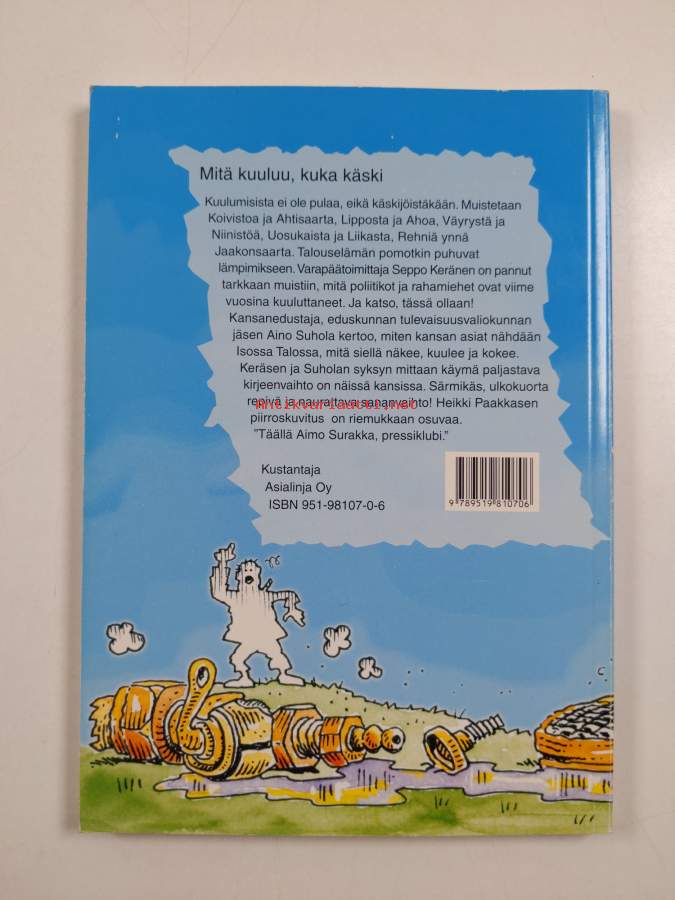 Mitä kuuluu, kuka käski
Kuulumisista ei ole pulaa, eikä käskijöistäkään. Muistetaan
Koivistoa ja Ahtisaarta, Lipposta ja Ahoa, Väyrystä ja
Niinistöä, Uosukaista ja Liikasta, Rehniä ynnä
Jaakonsaarta. Talouselämän pomotkin puhuvat
lämpimikseen. Varapäätoimittaja Seppo Keränen on pannut
tarkkaan muistiin, mitä poliitikot ja rahamiehet ovat viime
vuosina kuuluttaneet. Ja katso, tässä ollaan!
Kansanedustaja, eduskunnan tulevaisuusvaliokunnan
jäsen Aino Suhola kertoo, miten kansan asiat nähdään
Isossa Talossa, mitä siellä näkee, kuulee ja kokee.
Keräsen ja Suholan syksyn mittaan käymä paljastava
kirjeenvaihto on näissä kansissa. Särmikäs, ulkokuorta
repivä ja naurattava sananvaihto! Heikki Paakkasen
Antikvariaatti.net
piirroskuvitus on riemukkaan osuvaa.
"Täällä Aimo Surakka, pressiklubi."
Kustantaja
Asialinja Oy
ISBN 951-98107-0-6
9 789519 810706